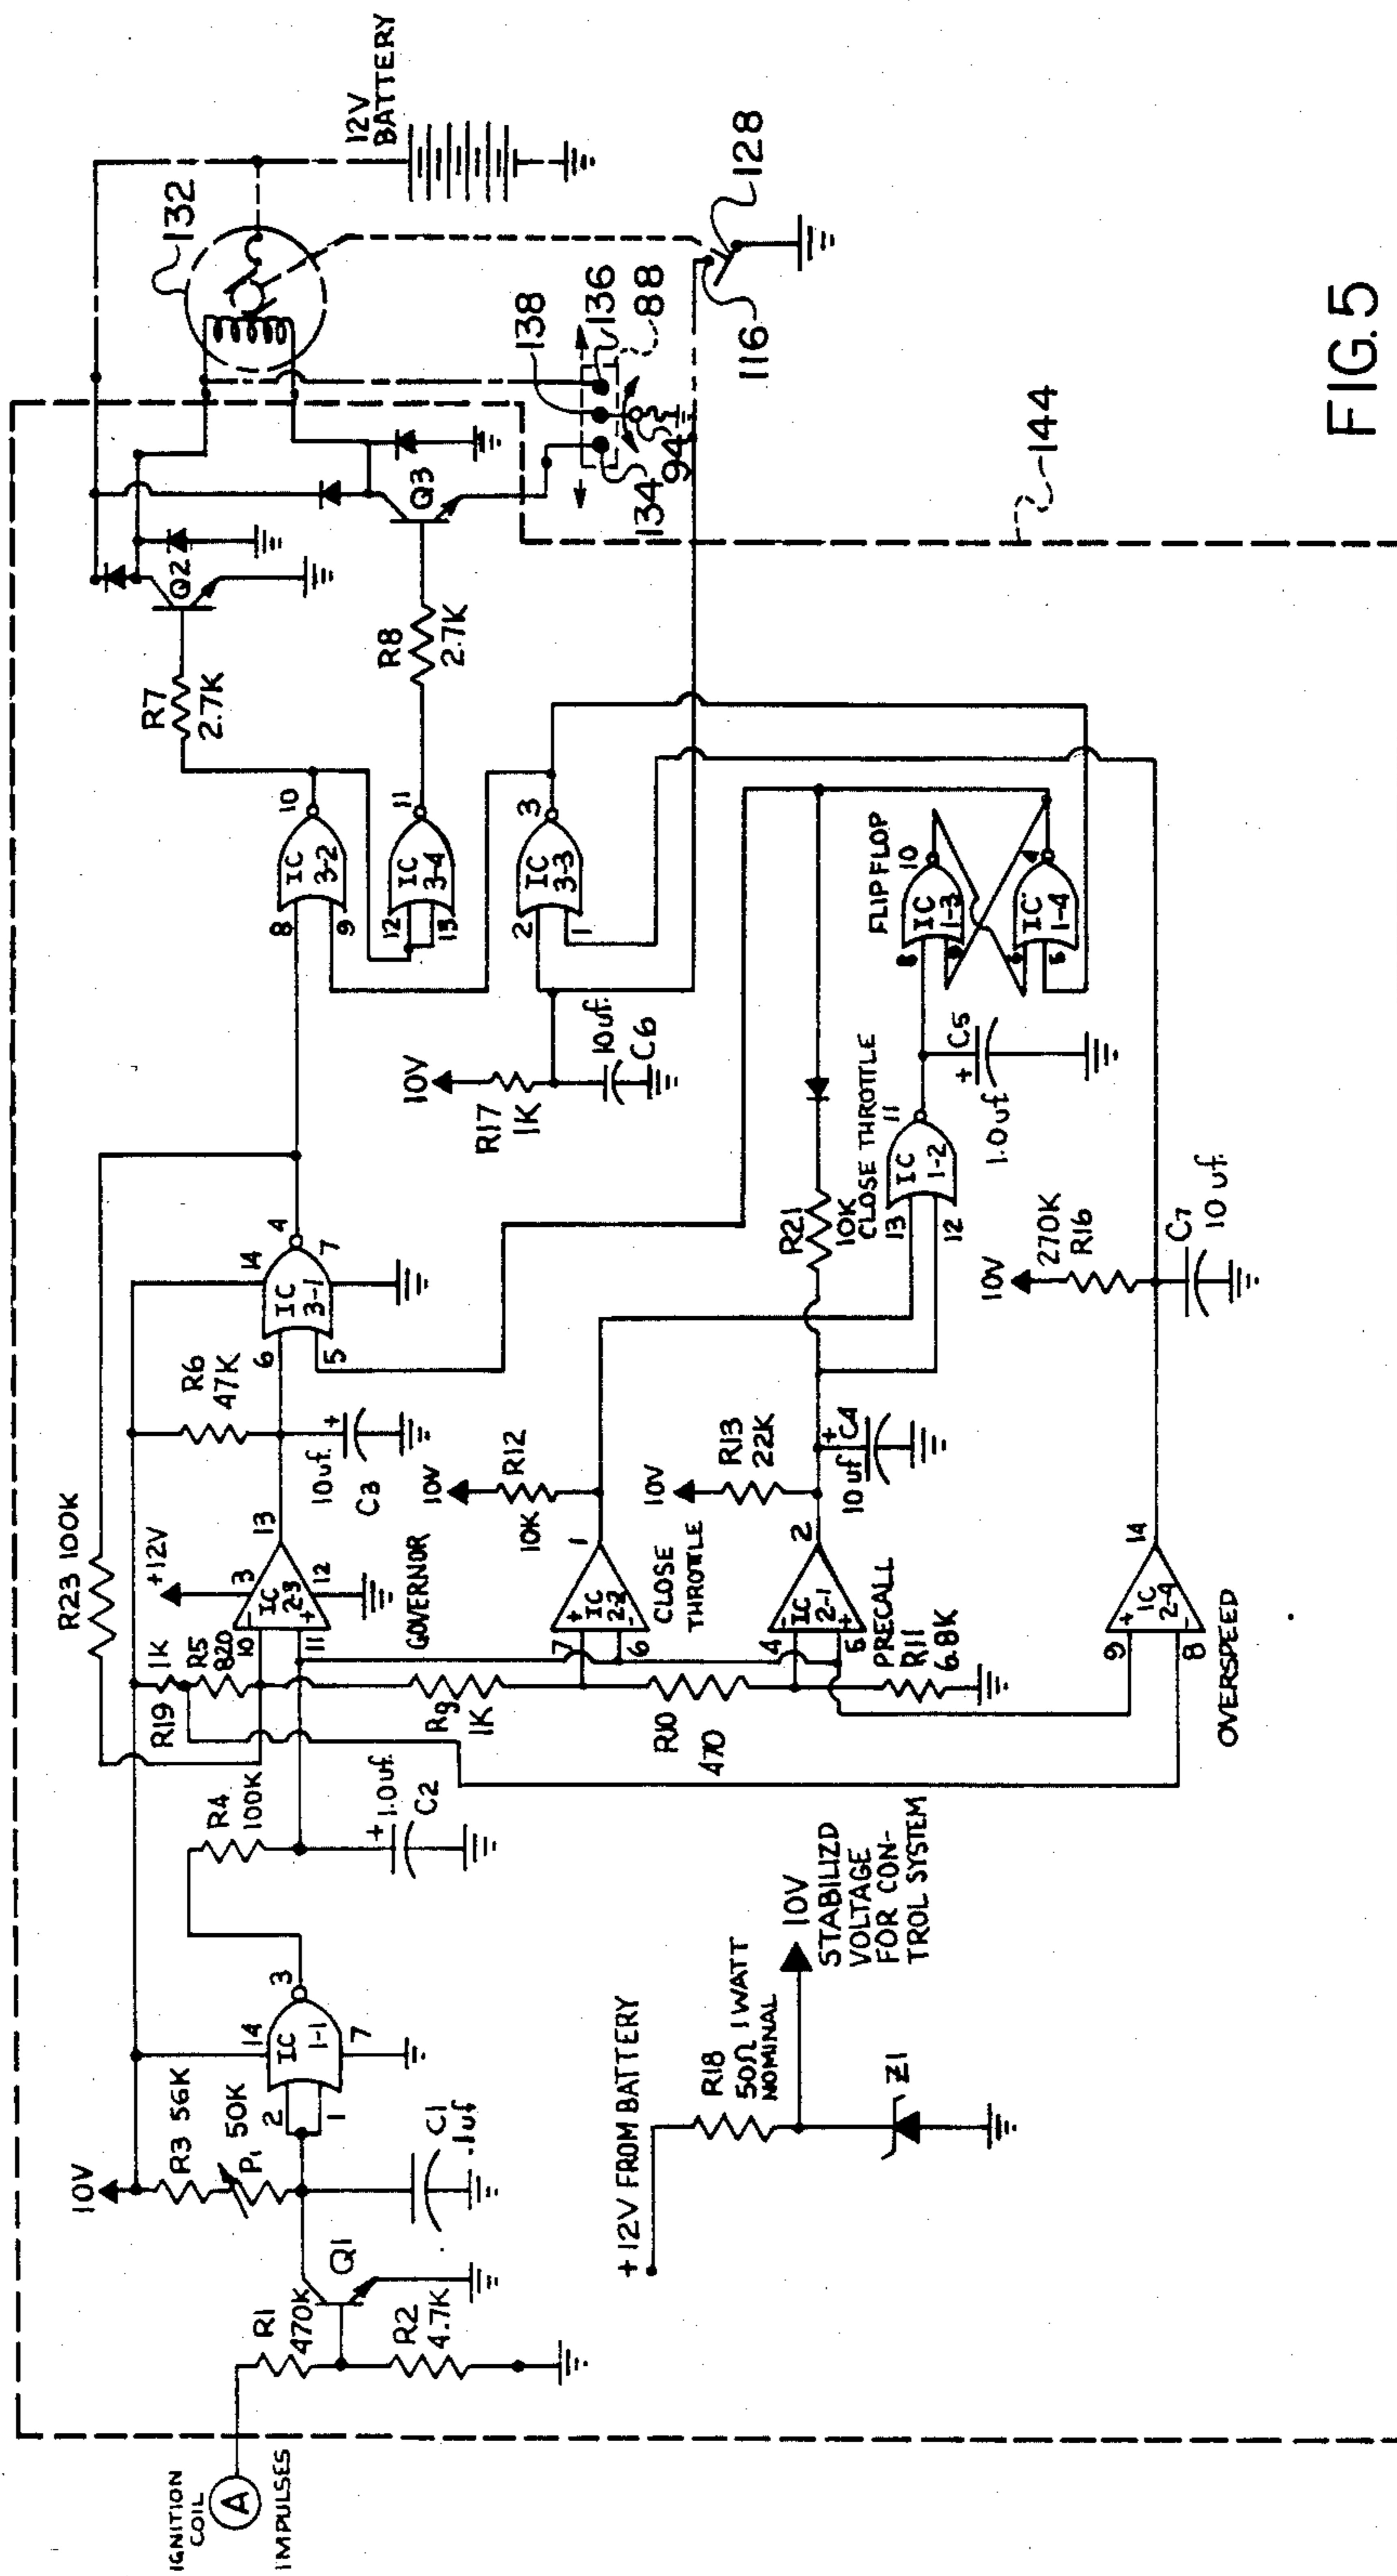 IGNITION
COIL
A
IMPULSES
R1
470K
R2
4.7K
Q1
10V
R3 56K
P1 50K
C1
.1uf
2
1
14
IC
1-1
7
3
R4
100K
+ 1.0uf.
C2
R23 100K
R19
1K
R5
820
10
11
+12V
3
IC
2-3
-
+
12
13
GOVERNOR
R6
47K
10uf. +
C3
6
5
14
IC
3-1
7
4
R9
1K
R10
470
R11
6.8K
7
6
+
IC
2-2
-
1
CLOSE
THROTTLE
10V
R12
10K
4
5
-
IC
2-1
+
2
PRECALL
10V
R13
22K
+
10 uf
C4
9
8
+
IC
2-4
-
14
OVERSPEED
10V
270K
R16
C7
10 uf.
R21
10K
CLOSE THROTTLE
13
12
IC
1-2
11
+
C5
1.0uf.
FLIP FLOP
8
IC
1-3
10
IC
1-4
5
10V
R17
1K
10uf.
C6
2
1
IC
3-3
3
8
9
IC
3-2
10
12
13
IC
3-4
11
R7
2.7K
R8
2.7K
Q2
Q3
132
12V
BATTERY
138
136
88
134
94
116
128
144
+12V FROM BATTERY
R18
50Ω 1 WATT
NOMINAL
Z1
10V
STABILIZD
VOLTAGE
FOR CON-
TROL SYSTEM
FIG. 5